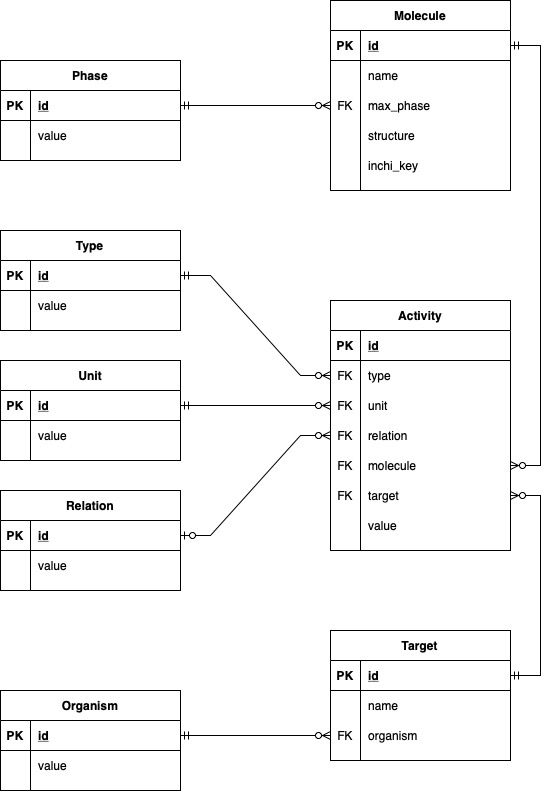 Molecule
PK id
name
FK max_phase
structure
inchi_key
Phase
PK id
value
Type
PK id
value
Activity
PK id
FK type
FK unit
FK relation
FK molecule
FK target
value
Unit
PK id
value
Relation
PK id
value
Target
PK id
name
FK organism
Organism
PK id
value